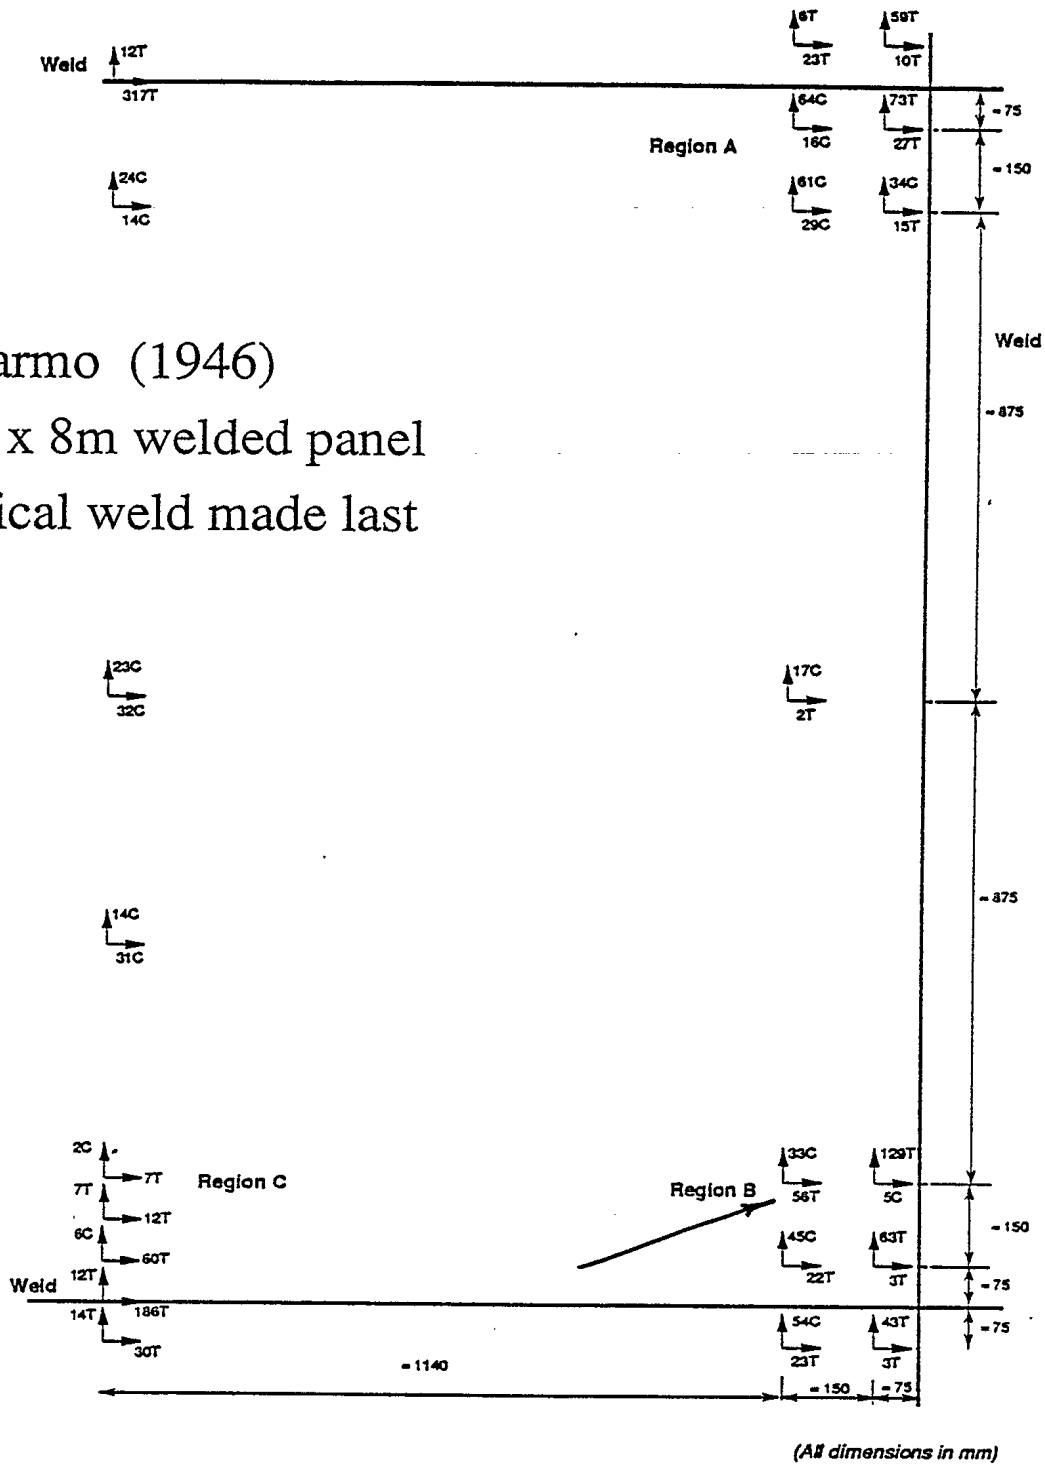 6T 59T
Weld 12T 23T 10T
317T
64C 73T = 75
Region A 16C 27T
= 150
24C 61C 34C
14C 29C 15T
Weld
armo (1946)
= 875
x 8m welded panel
ical weld made last
23C 17C
32C 2T
= 875
14C
31C
2C 33C 129T
7T Region C Region B 56T 5C
7T
12T = 150
6C 45C 63T
60T 22T 3T
12T = 75
Weld 186T
14T 54C 43T = 75
30T 23T 3T
= 1140 = 150 = 75
(All dimensions in mm)